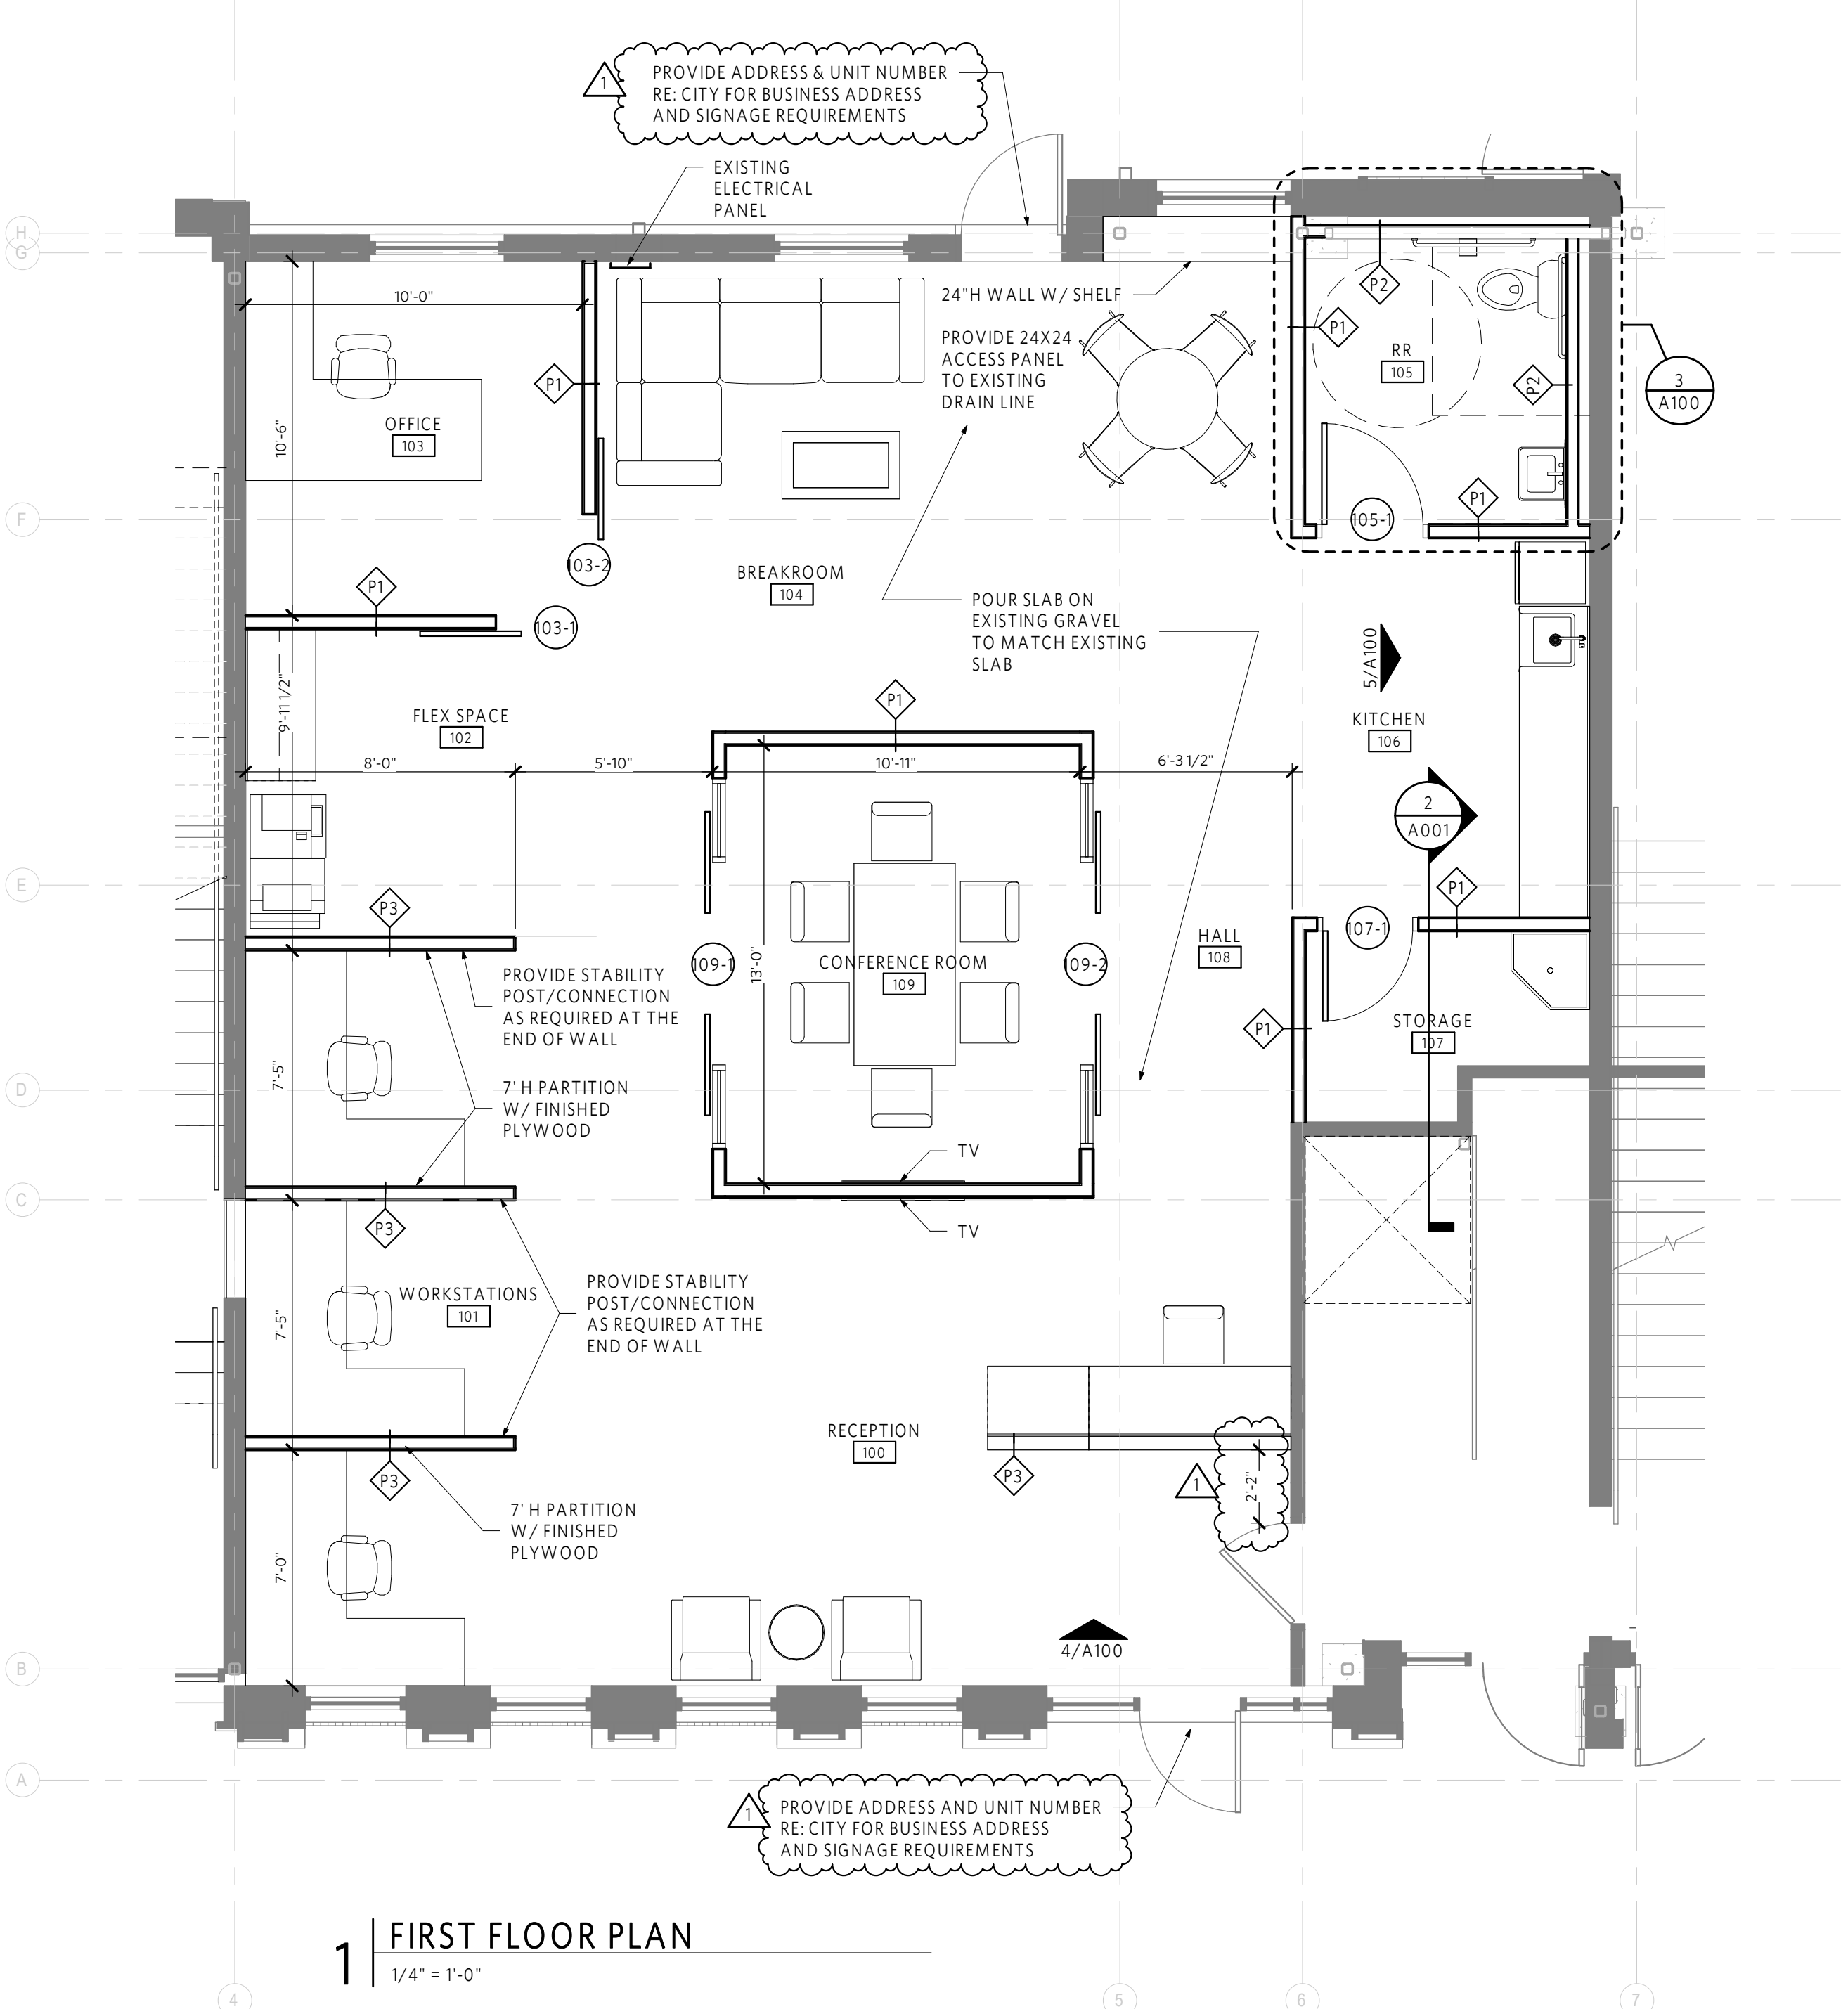 PROVIDE ADDRESS & UNIT NUMBER
RE: CITY FOR BUSINESS ADDRESS
AND SIGNAGE REQUIREMENTS
1
EXISTING
ELECTRICAL
PANEL
H
G
10'-0"
24"H WALL W/ SHELF
P2
P1
PROVIDE 24X24
ACCESS PANEL
TO EXISTING
DRAIN LINE
RR
105
P2
3
A100
P1
OFFICE
103
10'-6"
P1
105-1
F
103-2
BREAKROOM
104
P1
103-1
POUR SLAB ON
EXISTING GRAVEL
TO MATCH EXISTING
SLAB
5/A100
9'-11 1/2"
FLEX SPACE
102
P1
KITCHEN
106
8'-0"
5'-10"
10'-11"
6'-3 1/2"
2
A001
E
P3
P1
107-1
HALL
108
109-1
13'-0"
CONFERENCE ROOM
109
109-2
PROVIDE STABILITY
POST/CONNECTION
AS REQUIRED AT THE
END OF WALL
P1
STORAGE
107
D
7'-5"
7' H PARTITION
W/ FINISHED
PLYWOOD
TV
C
P3
TV
PROVIDE STABILITY
POST/CONNECTION
AS REQUIRED AT THE
END OF WALL
WORKSTATIONS
101
7'-5"
RECEPTION
100
P3
P3
1
2'-2"
7' H PARTITION
W/ FINISHED
PLYWOOD
7'-0"
4/A100
B
A
1
PROVIDE ADDRESS AND UNIT NUMBER
RE: CITY FOR BUSINESS ADDRESS
AND SIGNAGE REQUIREMENTS
1
FIRST FLOOR PLAN
1/4" = 1'-0"
4
5
6
7